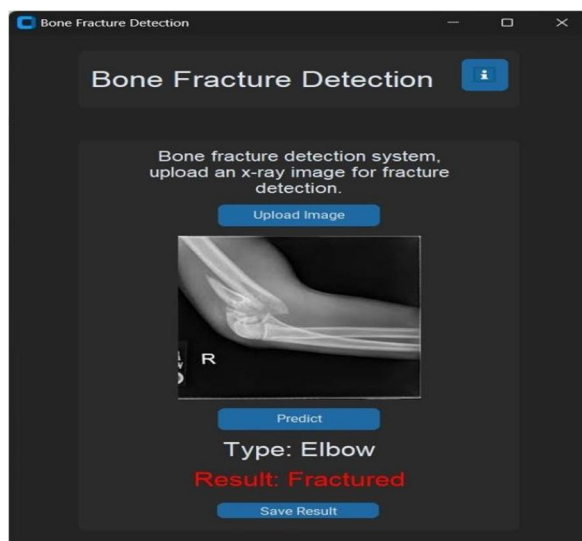 Bone Fracture Detection
Bone Fracture Detection
i
Bone fracture detection system,
upload an x-ray image for fracture
detection.
Upload Image
R
Predict
Type: Elbow
Result: Fractured
Save Result